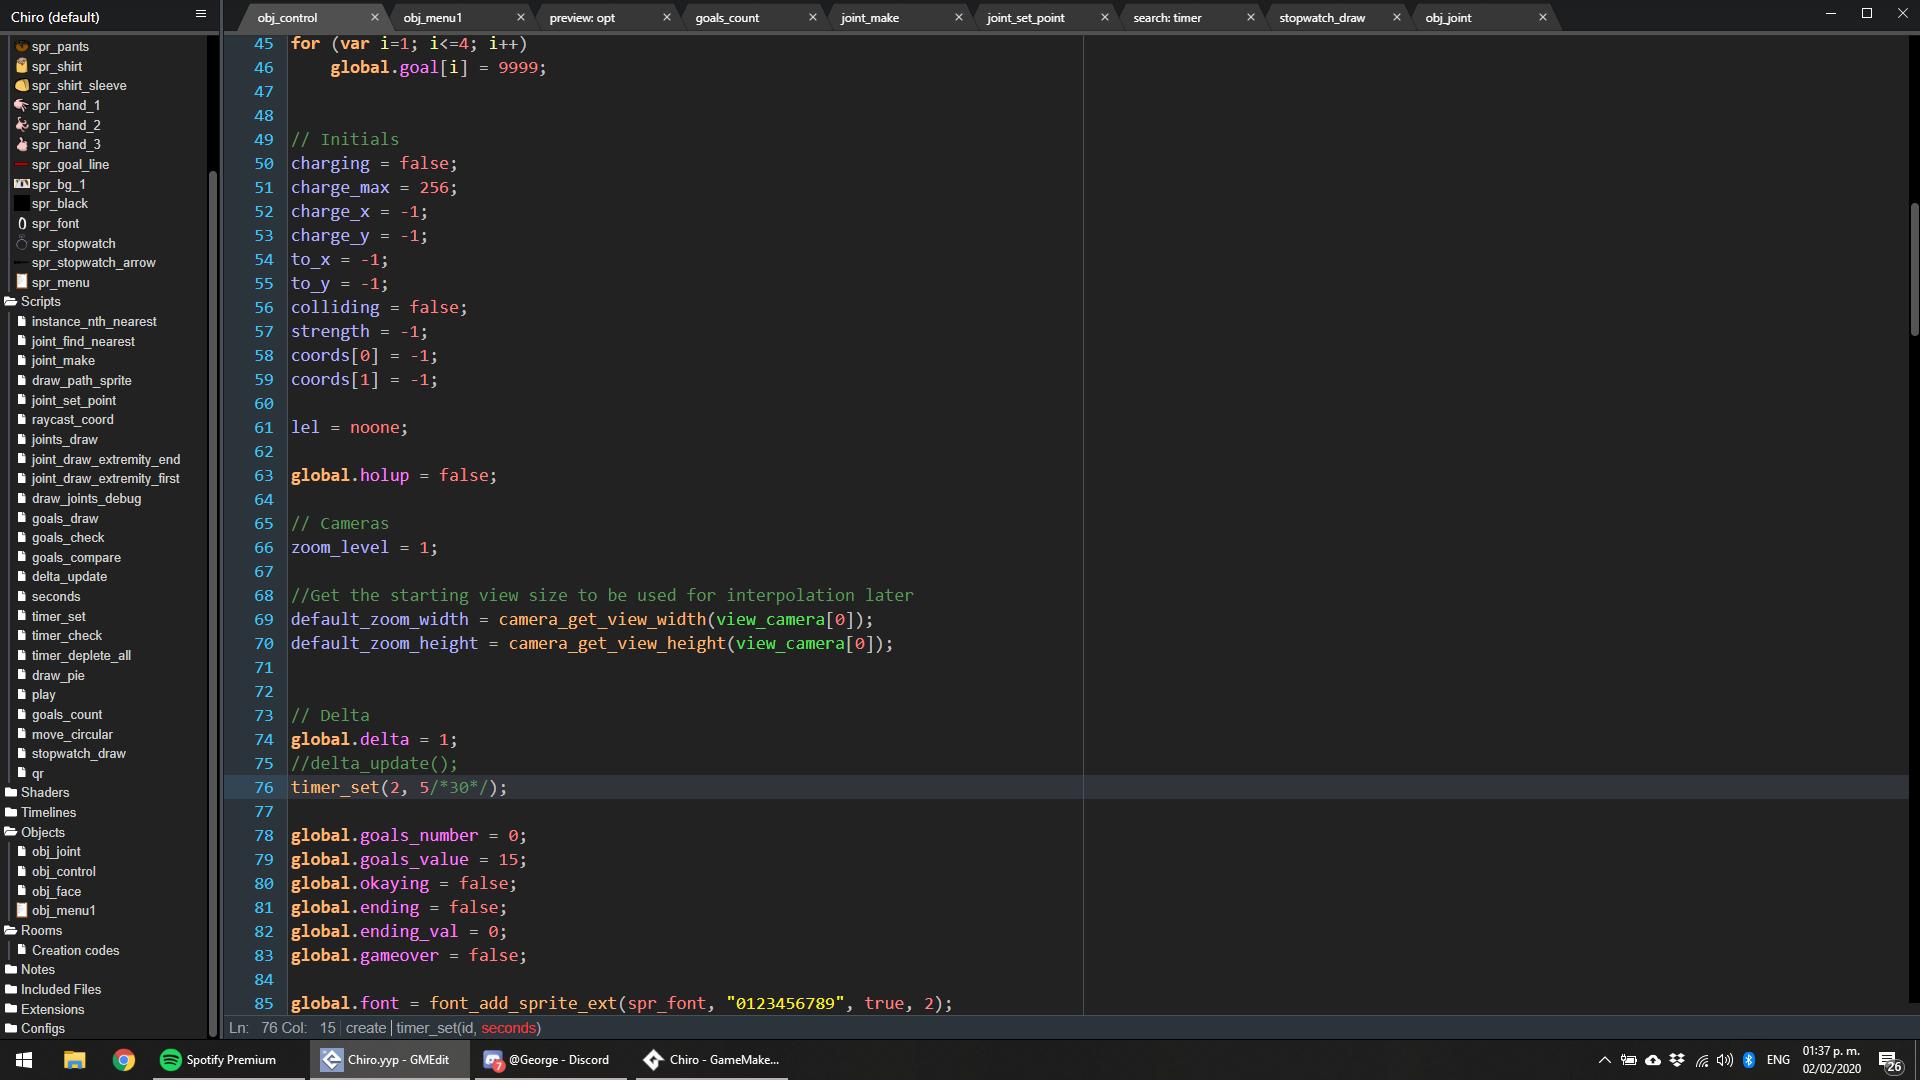 Chiro (default)
obj_control
obj_menu1
preview: opt
goals_count
joint_make
joint_set_point
search: timer
stopwatch_draw
obj_joint
spr_pants
spr_shirt
spr_shirt_sleeve
spr_hand_1
spr_hand_2
spr_hand_3
spr_goal_line
spr_bg_1
spr_black
spr_font
spr_stopwatch
spr_stopwatch_arrow
spr_menu
Scripts
instance_nth_nearest
joint_find_nearest
joint_make
draw_path_sprite
joint_set_point
raycast_coord
joints_draw
joint_draw_extremity_end
joint_draw_extremity_first
draw_joints_debug
goals_draw
goals_check
goals_compare
delta_update
seconds
timer_set
timer_check
timer_deplete_all
draw_pie
play
goals_count
move_circular
stopwatch_draw
qr
Shaders
Timelines
Objects
obj_joint
obj_control
obj_face
obj_menu1
Rooms
Creation codes
Notes
Included Files
Extensions
Configs
45 for (var i=1; i<=4; i++)
46     global.goal[i] = 9999;
47
48
49 // Initials
50 charging = false;
51 charge_max = 256;
52 charge_x = -1;
53 charge_y = -1;
54 to_x = -1;
55 to_y = -1;
56 colliding = false;
57 strength = -1;
58 coords[0] = -1;
59 coords[1] = -1;
60
61 lel = noone;
62
63 global.holup = false;
64
65 // Cameras
66 zoom_level = 1;
67
68 //Get the starting view size to be used for interpolation later
69 default_zoom_width = camera_get_view_width(view_camera[0]);
70 default_zoom_height = camera_get_view_height(view_camera[0]);
71
72
73 // Delta
74 global.delta = 1;
75 //delta_update();
76 timer_set(2, 5/*30*/);
77
78 global.goals_number = 0;
79 global.goals_value = 15;
80 global.okaying = false;
81 global.ending = false;
82 global.ending_val = 0;
83 global.gameover = false;
84
85 global.font = font_add_sprite_ext(spr_font, "0123456789", true, 2);
Ln: 76 Col: 15 create timer_set(id, seconds)
Spotify Premium
Chiro.yyp - GMEdit
7
@George - Discord
Chiro - GameMake...
ENG
01:37 p. m.
02/02/2020
26